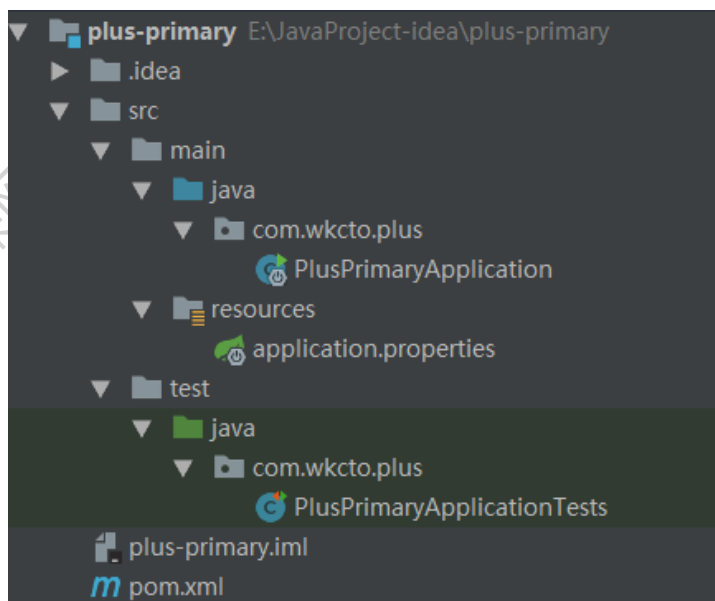 plus-primary E:\JavaProject-idea\plus-primary
.idea
src
main
java
com.wkcto.plus
PlusPrimaryApplication
resources
application.properties
test
java
com.wkcto.plus
PlusPrimaryApplicationTests
plus-primary.iml
pom.xml